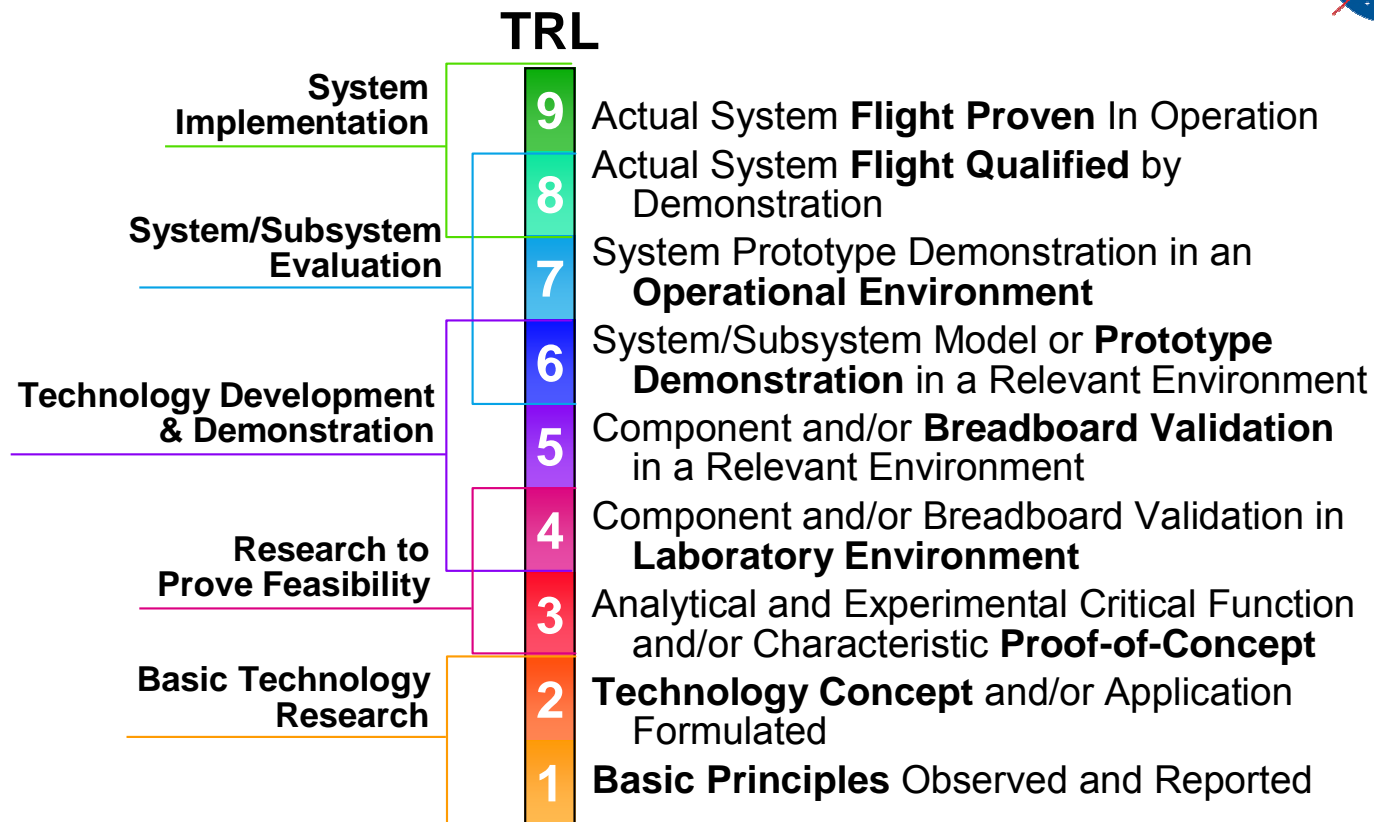 TRL
System
Implementation
9
Actual System Flight Proven In Operation
8
Actual System Flight Qualified by
Demonstration
System/Subsystem
Evaluation
7
System Prototype Demonstration in an
Operational Environment
6
System/Subsystem Model or Prototype
Demonstration in a Relevant Environment
Technology Development
& Demonstration
5
Component and/or Breadboard Validation
in a Relevant Environment
4
Component and/or Breadboard Validation in
Laboratory Environment
Research to
Prove Feasibility
3
Analytical and Experimental Critical Function
and/or Characteristic Proof-of-Concept
Basic Technology
Research
2
Technology Concept and/or Application
Formulated
1
Basic Principles Observed and Reported